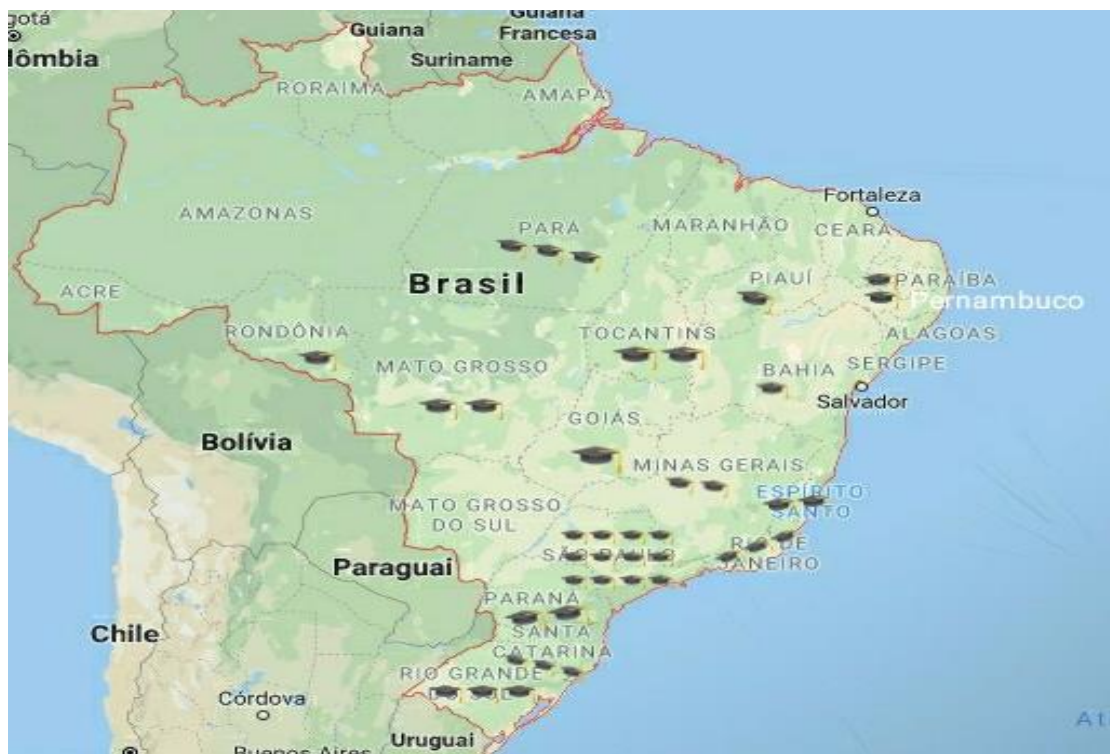 gotá
lômbia
Guiana
Guiana
Francesa
Suriname
RORAIMA
AMAPÁ
Fortaleza
AMAZONAS
PARÁ
MARANHÃO
CEARÁ
Brasil
PIAUÍ
PARAÍBA
Pernambuco
ACRE
RONDÔNIA
TOCANTINS
ALAGOAS
MATO GROSSO
BAHIA
SERGIPE
Salvador
GOIÁS
Bolívia
MINAS GERAIS
MATO GROSSO
DO SUL
ESPÍRITO
SANTO
SÃO PAULO
RIO DE
JANEIRO
Paraguai
PARANÁ
Chile
SANTA
CATARINA
RIO GRANDE
DO SUL
Córdova
At
Uruguai
Buenos Aires